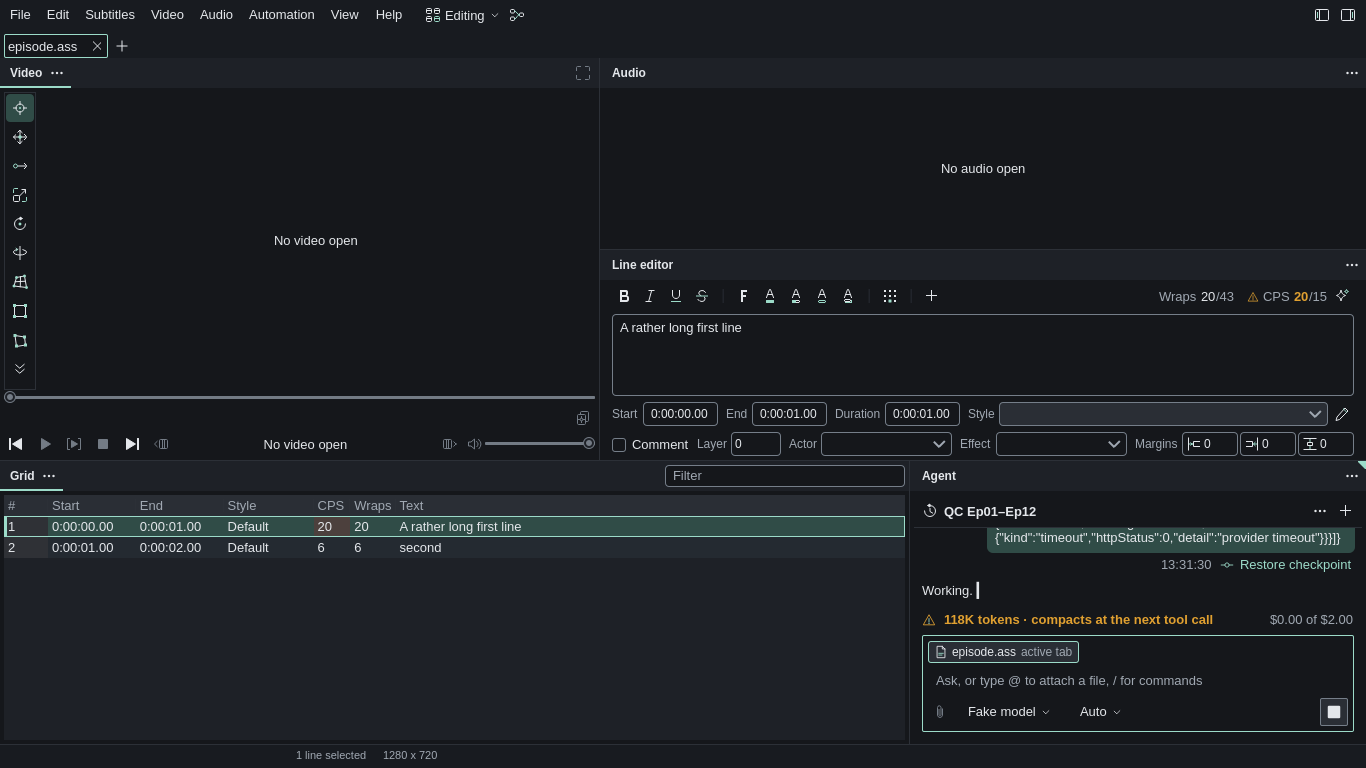 File Edit Subtitles Video Audio Automation View Help Editing
episode.ass
Video
Audio
No video open
No audio open
Line editor
Wraps 20/43 CPS 20/15
A rather long first line
Start 0:00:00.00 End 0:00:01.00 Duration 0:00:01.00 Style
No video open
Comment Layer 0 Actor Effect Margins 0 0 0
Grid
Filter
# Start End Style CPS Wraps Text
1 0:00:00.00 0:00:01.00 Default 20 20 A rather long first line
2 0:00:01.00 0:00:02.00 Default 6 6 second
Agent
QC Ep01–Ep12
{"kind":"timeout","httpStatus":0,"detail":"provider timeout"}}}]}
13:31:30 Restore checkpoint
Working.
118K tokens · compacts at the next tool call $0.00 of $2.00
episode.ass active tab
Ask, or type @ to attach a file, / for commands
Fake model Auto
1 line selected 1280 x 720